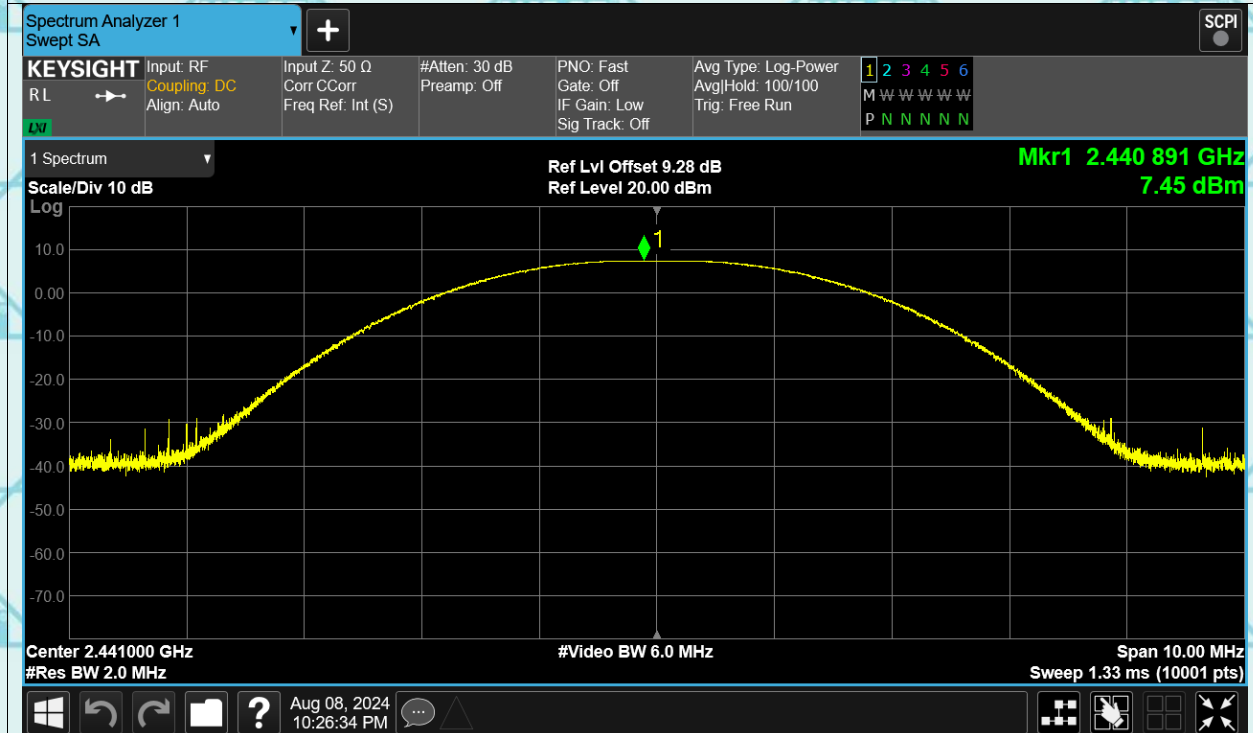 Spectrum Analyzer 1
Swept SA
SCPI
KEYSIGHT
R L
LXI
Input: RF
Coupling: DC
Align: Auto
Input Z: 50 Ω
Corr CCorr
Freq Ref: Int (S)
#Atten: 30 dB
Preamp: Off
PNO: Fast
Gate: Off
IF Gain: Low
Sig Track: Off
Avg Type: Log-Power
Avg|Hold: 100/100
Trig: Free Run
1 2 3 4 5 6
M W W W W W
P N N N N N
1 Spectrum
Scale/Div 10 dB
Ref Lvl Offset 9.28 dB
Ref Level 20.00 dBm
Mkr1 2.440 891 GHz
7.45 dBm
Log
1
10.0
0.00
-10.0
-20.0
-30.0
-40.0
-50.0
-60.0
-70.0
Center 2.441000 GHz
#Res BW 2.0 MHz
#Video BW 6.0 MHz
Span 10.00 MHz
Sweep 1.33 ms (10001 pts)
?
Aug 08, 2024
10:26:34 PM